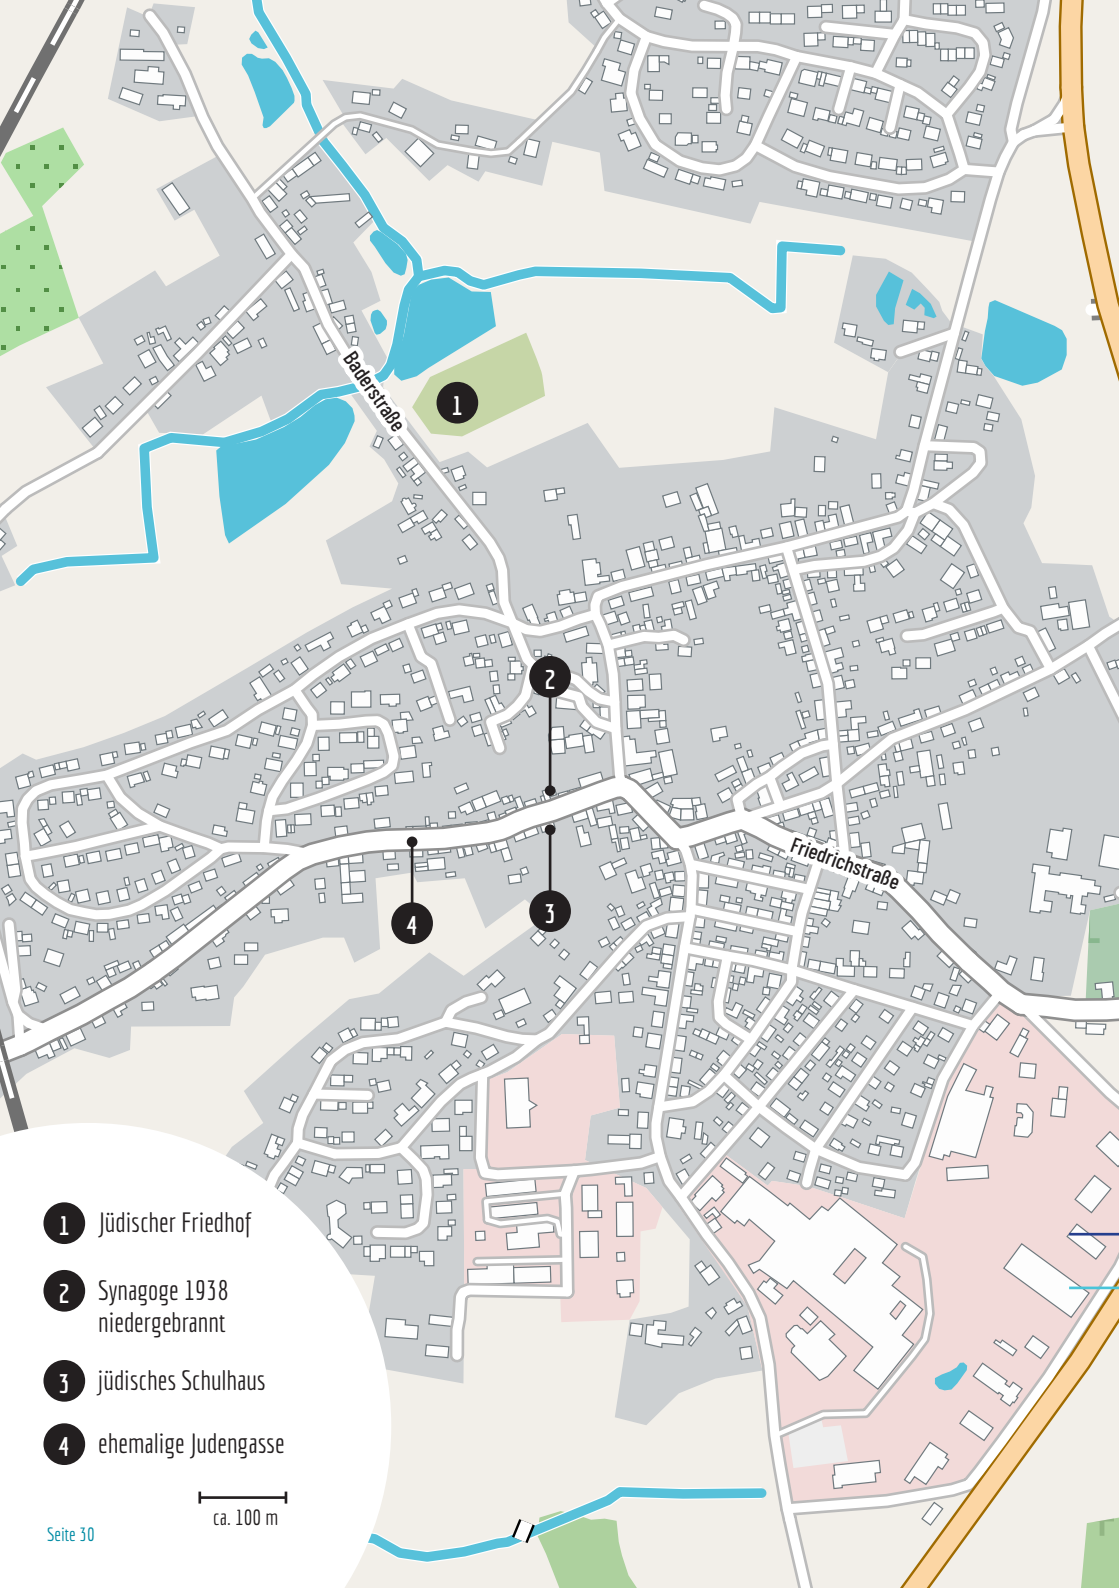 Baderstraße
1
2
Friedrichstraße
3
4
1 Jüdischer Friedhof
2 Synagoge 1938
niedergebrannt
3 jüdisches Schulhaus
4 ehemalige Judengasse
ca. 100 m
Seite 30